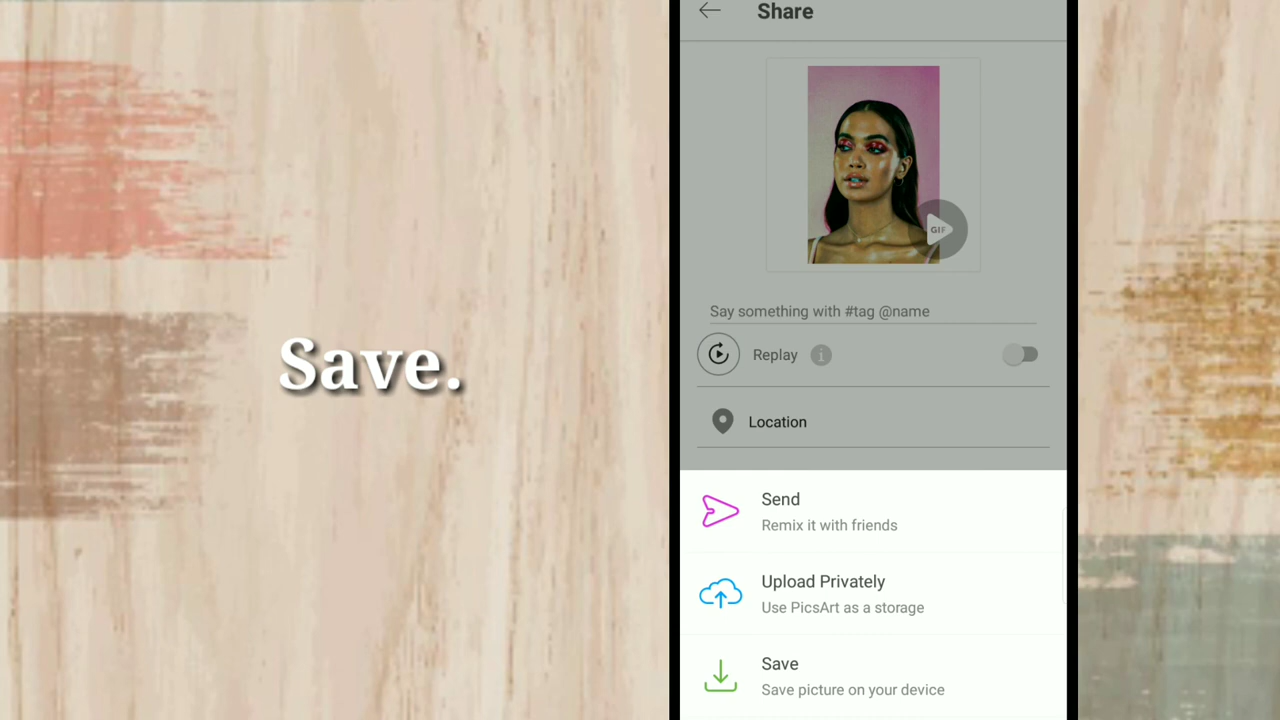 Save.
Share
GIF
Say something with #tag @name
Replay
Location
Send
Remix it with friends
Upload Privately
Use PicsArt as a storage
Save
Save picture on your device